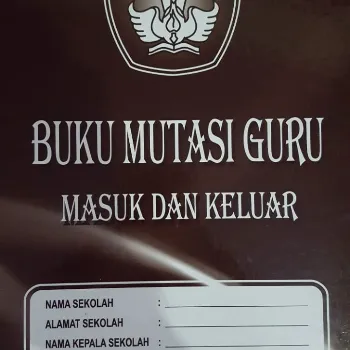 BUKU MUTASI GURU
MASUK DAN KELUAR
NAMA SEKOLAH :
ALAMAT SEKOLAH :
NAMA KEPALA SEKOLAH :